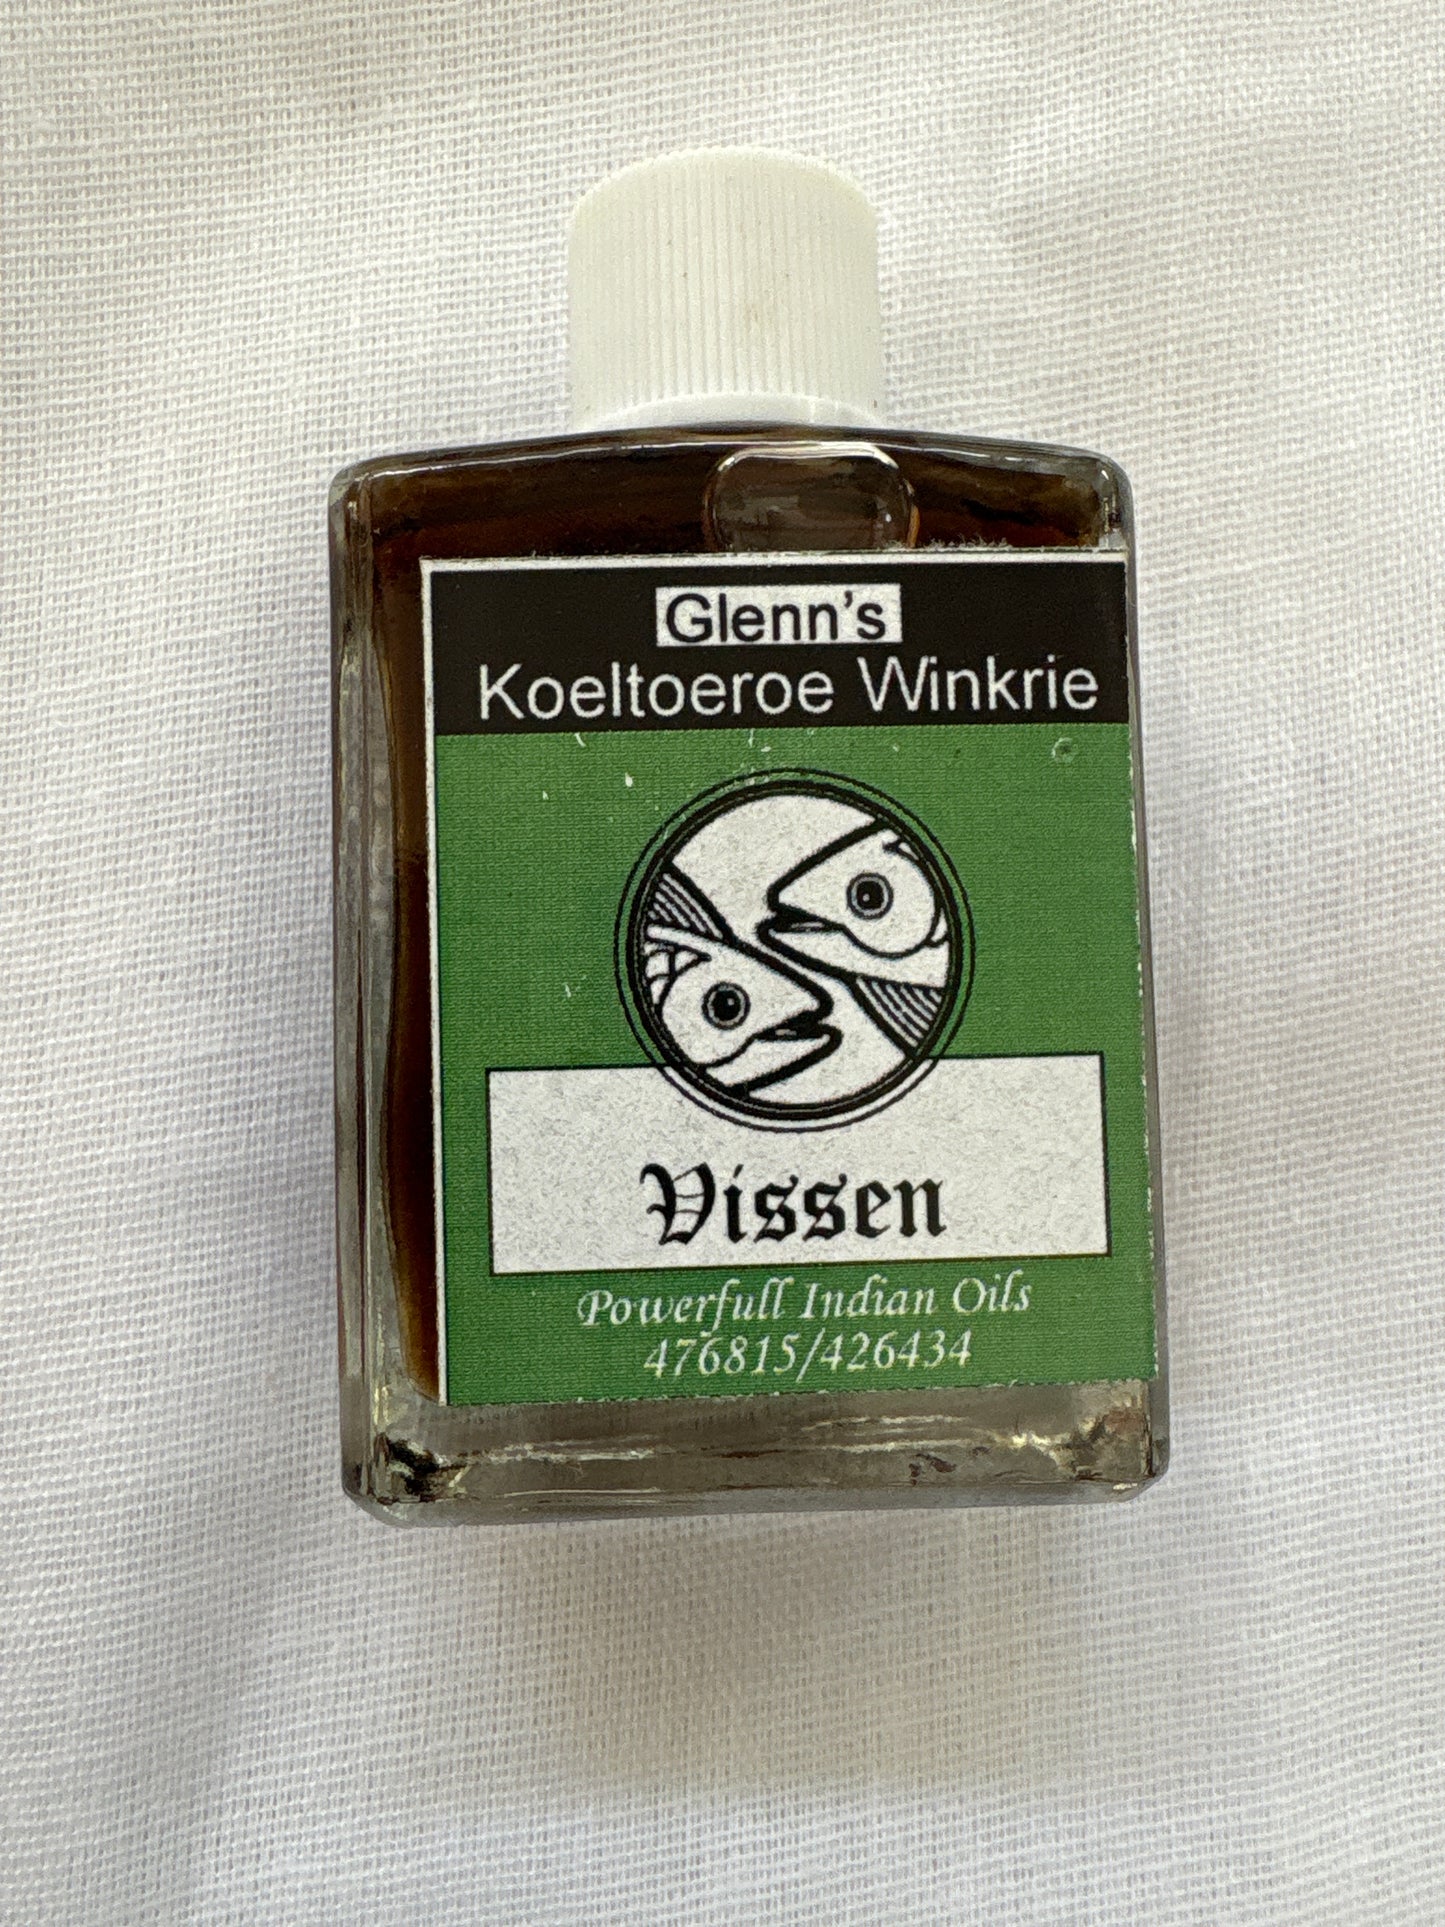 Glenn's
Koeltoeroe Winkrie
Vissen
Powerfull Indian Oils
476815/426434